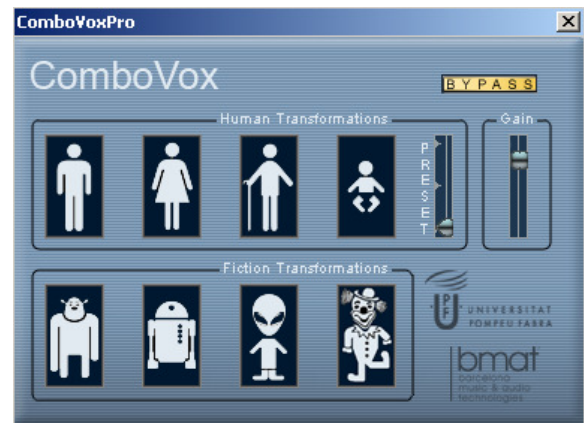 ComboVoxPro
ComboVox
BYPASS
Human Transformations
Gain
PRESET
Fiction Transformations
UPF
UNIVERSITAT
POMPEU FABRA
bmat
barcelona
music & audio
technologies